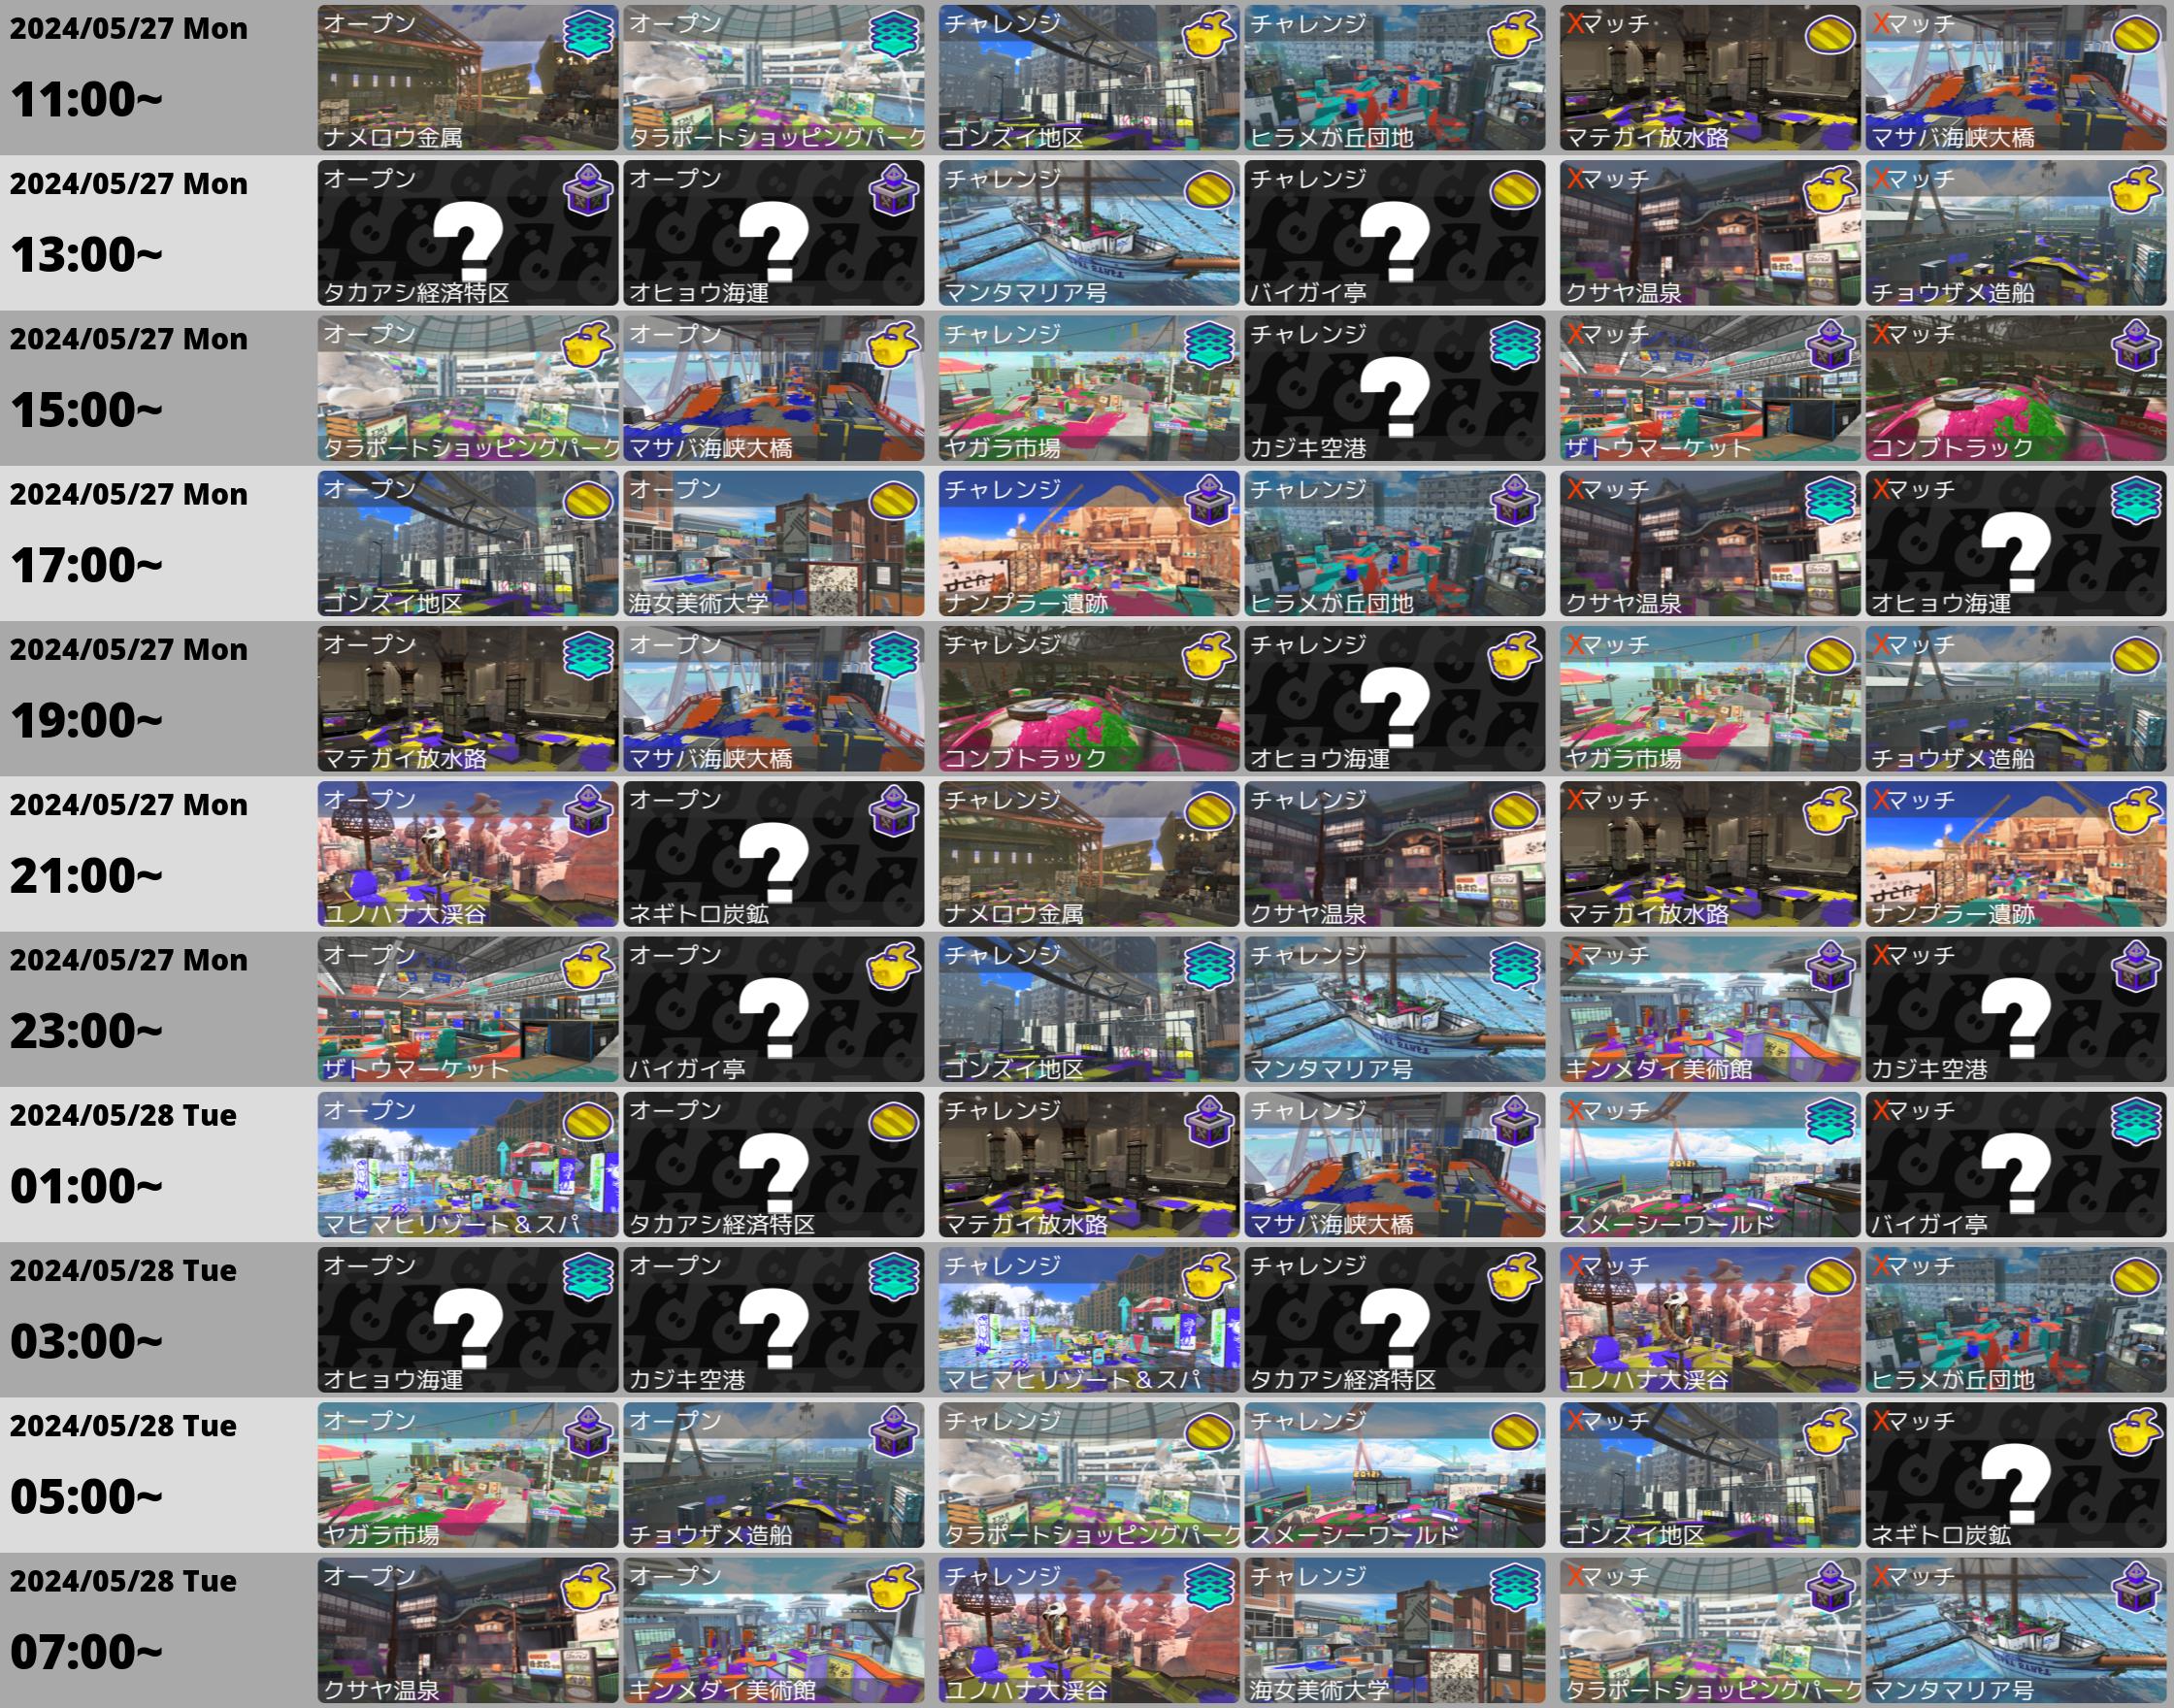 2024/05/27 Mon
11:00~
オープン
ナメロウ金属
オープン
タラポートショッピングパーク
チャレンジ
ゴンズイ地区
チャレンジ
ヒラメが丘団地
Xマッチ
マテガイ放水路
Xマッチ
マサバ海峡大橋
2024/05/27 Mon
13:00~
オープン
?
タカアシ経済特区
オープン
?
オヒョウ海運
チャレンジ
マンタマリア号
チャレンジ
?
バイガイ亭
Xマッチ
クサヤ温泉
Xマッチ
チョウザメ造船
2024/05/27 Mon
15:00~
オープン
タラポートショッピングパーク
オープン
マサバ海峡大橋
チャレンジ
ヤガラ市場
チャレンジ
?
カジキ空港
Xマッチ
ザトウマーケット
Xマッチ
コンブトラック
2024/05/27 Mon
17:00~
オープン
ゴンズイ地区
オープン
海女美術大学
チャレンジ
ナンプラー遺跡
チャレンジ
ヒラメが丘団地
Xマッチ
クサヤ温泉
Xマッチ
?
オヒョウ海運
2024/05/27 Mon
19:00~
オープン
マテガイ放水路
オープン
マサバ海峡大橋
チャレンジ
コンブトラック
チャレンジ
?
オヒョウ海運
Xマッチ
ヤガラ市場
Xマッチ
チョウザメ造船
2024/05/27 Mon
21:00~
オープン
ユノハナ大渓谷
オープン
?
ネギトロ炭鉱
チャレンジ
ナメロウ金属
チャレンジ
クサヤ温泉
Xマッチ
マテガイ放水路
Xマッチ
ナンプラー遺跡
2024/05/27 Mon
23:00~
オープン
ザトウマーケット
オープン
?
バイガイ亭
チャレンジ
ゴンズイ地区
チャレンジ
マンタマリア号
Xマッチ
キンメダイ美術館
Xマッチ
?
カジキ空港
2024/05/28 Tue
01:00~
オープン
マヒマヒリゾート&スパ
オープン
?
タカアシ経済特区
チャレンジ
マテガイ放水路
チャレンジ
マサバ海峡大橋
Xマッチ
スメーシーワールド
Xマッチ
?
バイガイ亭
2024/05/28 Tue
03:00~
オープン
?
オヒョウ海運
オープン
?
カジキ空港
チャレンジ
マヒマヒリゾート&スパ
チャレンジ
?
タカアシ経済特区
Xマッチ
ユノハナ大渓谷
Xマッチ
ヒラメが丘団地
2024/05/28 Tue
05:00~
オープン
ヤガラ市場
オープン
チョウザメ造船
チャレンジ
タラポートショッピングパーク
チャレンジ
スメーシーワールド
Xマッチ
ゴンズイ地区
Xマッチ
?
ネギトロ炭鉱
2024/05/28 Tue
07:00~
オープン
クサヤ温泉
オープン
キンメダイ美術館
チャレンジ
ユノハナ大渓谷
チャレンジ
海女美術大学
Xマッチ
タラポートショッピングパーク
Xマッチ
マンタマリア号